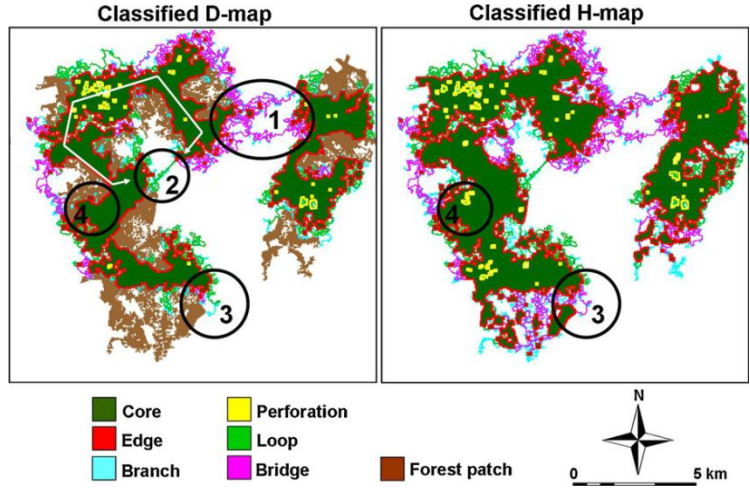 Classified D-map
Classified H-map
1
2
4
3
4
3
Core
Perforation
Edge
Loop
Branch
Bridge
Forest patch
N
0
5 km